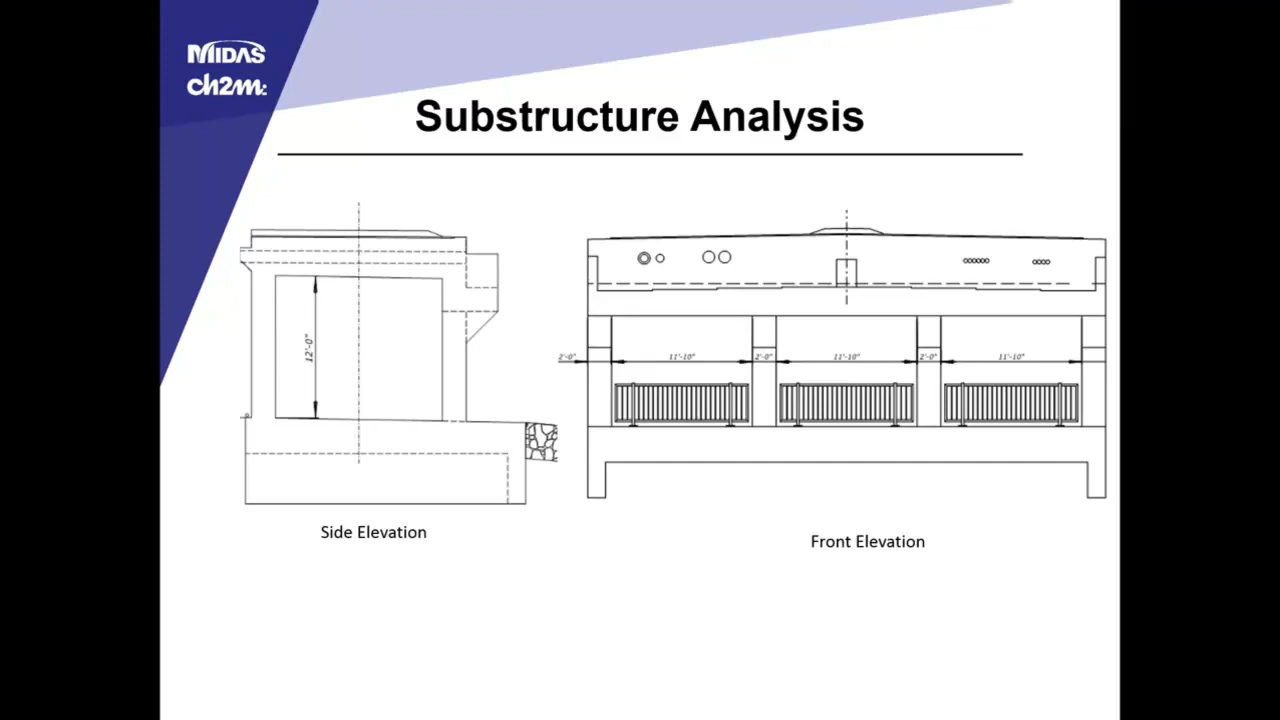 MIDAS
ch2m:
Substructure Analysis
12'-0"
2'-0" 11'-10" 2'-0" 11'-10" 2'-0" 11'-10"
Side Elevation
Front Elevation